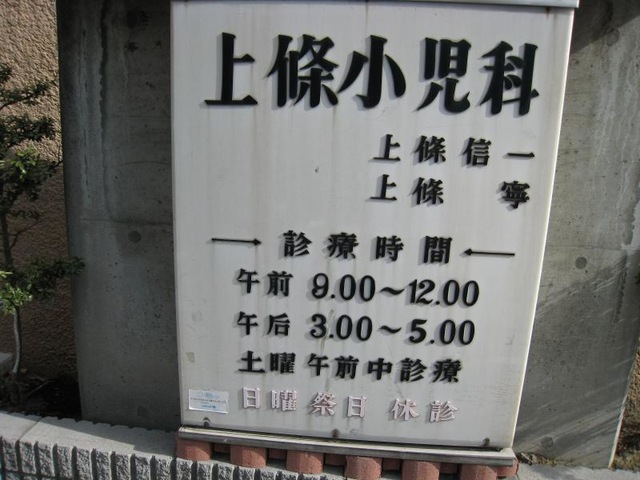 上條小児科
上條信一
上條 寧
診療時間
午前 9.00～12.00
午后 3.00～5.00
土曜午前中診療
日曜 祭日 休診